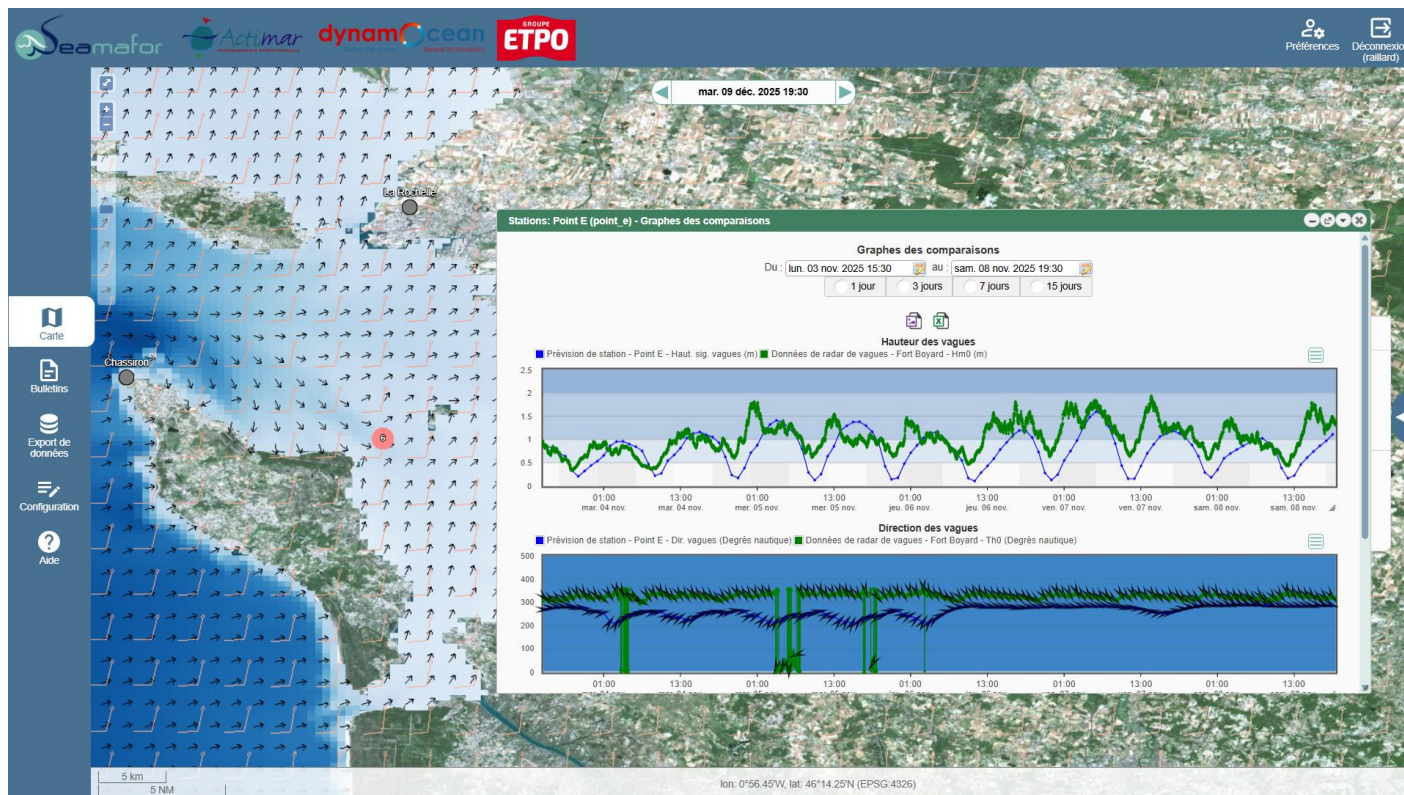 Seamafor
Actimar
dynamOcean
GROUPE
ETPO
Préférences
Déconnexio
(raillard)
mar. 09 déc. 2025 19:30
+
−
La Rochelle
Chassiron
6
Carte
Bulletins
Export de
données
Configuration
Aide
Stations: Point E (point_e) - Graphes des comparaisons
Graphes des comparaisons
Du : lun. 03 nov. 2025 15:30 au : sam. 08 nov. 2025 19:30
1 jour 3 jours 7 jours 15 jours
Hauteur des vagues
Prévision de station - Point E - Haut. sig. vagues (m) Données de radar de vagues - Fort Boyard - Hm0 (m)
2.5
2
1.5
1
0.5
0
01:00 13:00 01:00 13:00 01:00 13:00 01:00 13:00 01:00 13:00
mar. 04 nov. mar. 04 nov. mer. 05 nov. mer. 05 nov. jeu. 06 nov. jeu. 06 nov. ven. 07 nov. ven. 07 nov. sam. 08 nov. sam. 08 nov.
Direction des vagues
Prévision de station - Point E - Dir. vagues (Degrés nautique) Données de radar de vagues - Fort Boyard - Th0 (Degrés nautique)
500
400
300
200
100
0
01:00 13:00 01:00 13:00 01:00 13:00 01:00 13:00 01:00 13:00
5 km
5 NM
lon: 0°56.45'W, lat: 46°14.25'N (EPSG:4326)